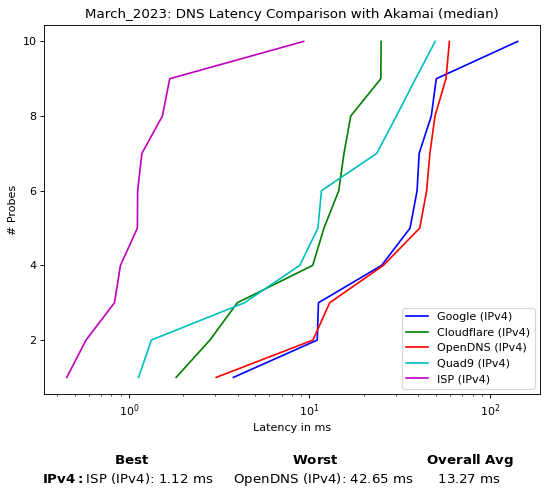 March_2023: DNS Latency Comparison with Akamai (median)
10
8
6
4
2
# Probes
10⁰
10¹
10²
Latency in ms
Google (IPv4)
Cloudflare (IPv4)
OpenDNS (IPv4)
Quad9 (IPv4)
ISP (IPv4)
Best Worst Overall Avg
IPv4: ISP (IPv4): 1.12 ms OpenDNS (IPv4): 42.65 ms 13.27 ms